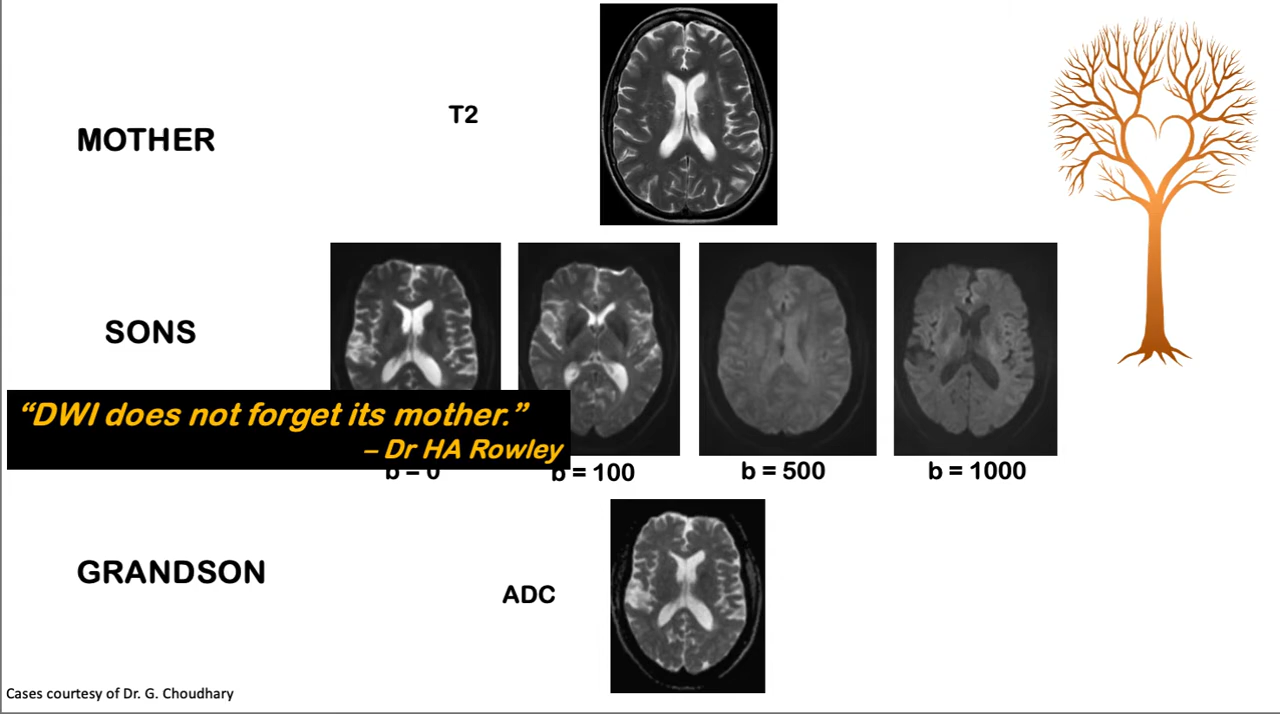 T2
MOTHER
SONS
“DWI does not forget its mother.”
– Dr HA Rowley
b = 0
b = 100
b = 500
b = 1000
GRANDSON
ADC
Cases courtesy of Dr. G. Choudhary